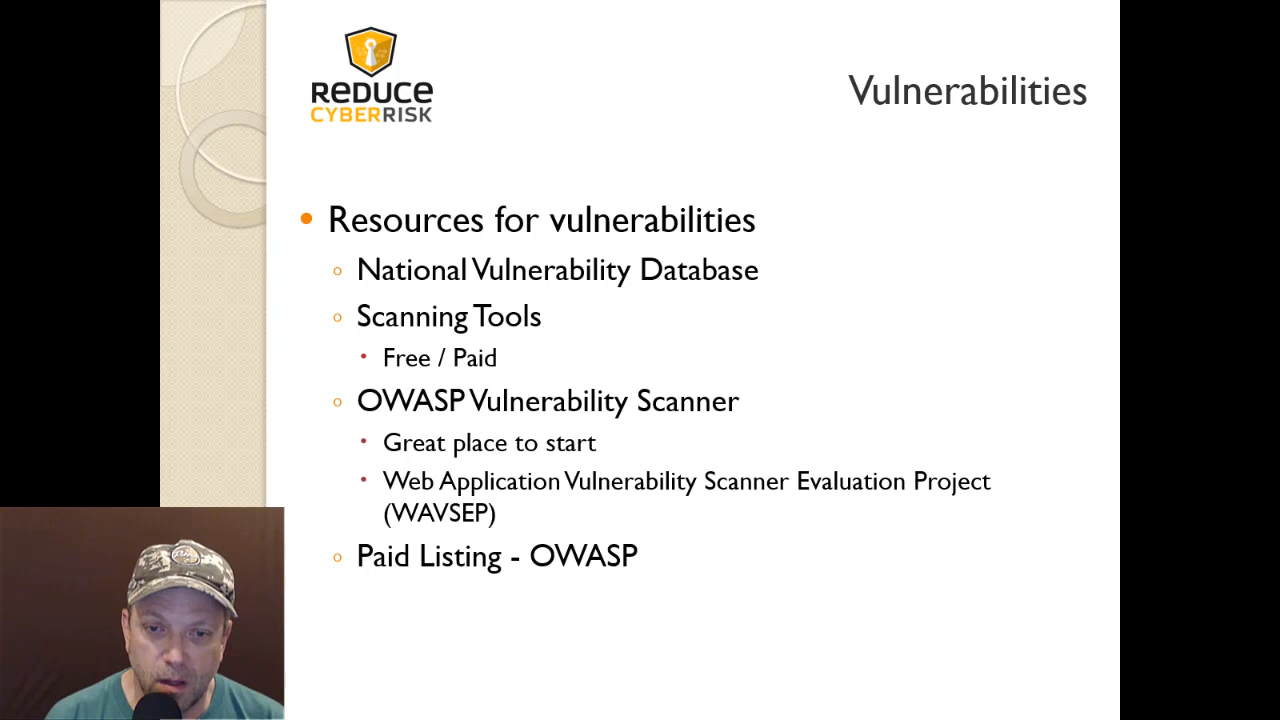 REDUCE
CYBERRISK
Vulnerabilities
Resources for vulnerabilities
National Vulnerability Database
Scanning Tools
Free / Paid
OWASP Vulnerability Scanner
Great place to start
Web Application Vulnerability Scanner Evaluation Project
(WAVSEP)
Paid Listing - OWASP